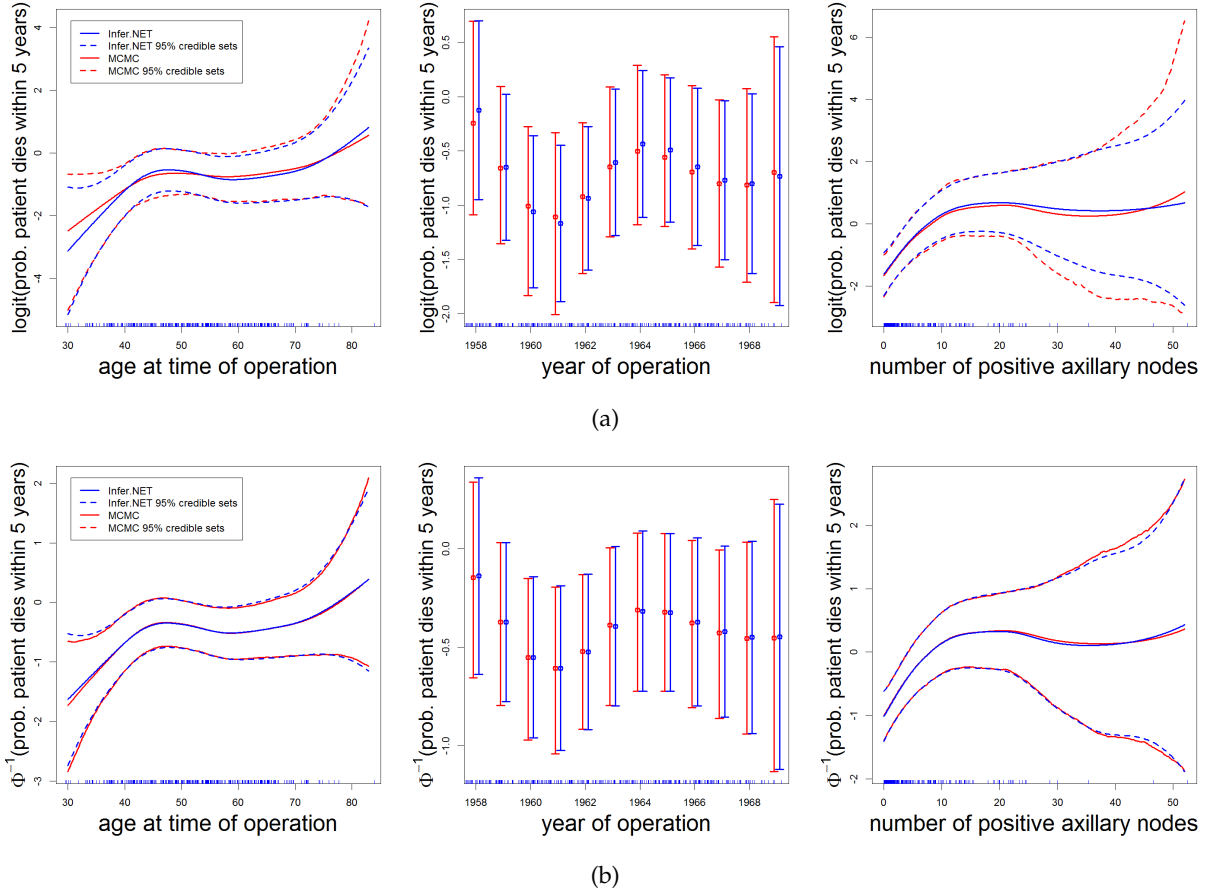 logit(prob. patient dies within 5 years)
4
2
0
-2
-4
Infer.NET
Infer.NET 95% credible sets
MCMC
MCMC 95% credible sets
30 40 50 60 70 80
age at time of operation
logit(prob. patient dies within 5 years)
0.5
0.0
-0.5
-1.0
-1.5
-2.0
1958 1960 1962 1964 1966 1968
year of operation
logit(prob. patient dies within 5 years)
6
4
2
0
-2
0 10 20 30 40 50
number of positive axillary nodes
(a)
Φ⁻¹(prob. patient dies within 5 years)
2
1
0
-1
-2
-3
Infer.NET
Infer.NET 95% credible sets
MCMC
MCMC 95% credible sets
30 40 50 60 70 80
age at time of operation
Φ⁻¹(prob. patient dies within 5 years)
0.0
-0.5
-1.0
1958 1960 1962 1964 1966 1968
year of operation
Φ⁻¹(prob. patient dies within 5 years)
2
1
0
-1
-2
0 10 20 30 40 50
number of positive axillary nodes
(b)